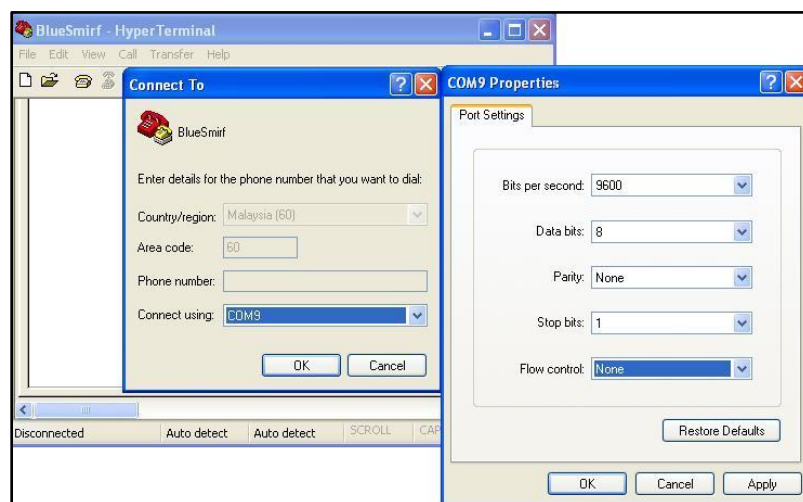 BlueSmirf - HyperTerminal
File Edit View Call Transfer Help
Connect To
BlueSmirf
Enter details for the phone number that you want to dial:
Country/region: Malaysia (60)
Area code: 60
Phone number:
Connect using: COM9
OK Cancel
Disconnected Auto detect Auto detect SCROLL CAP
COM9 Properties
Port Settings
Bits per second: 9600
Data bits: 8
Parity: None
Stop bits: 1
Flow control: None
Restore Defaults
OK Cancel Apply